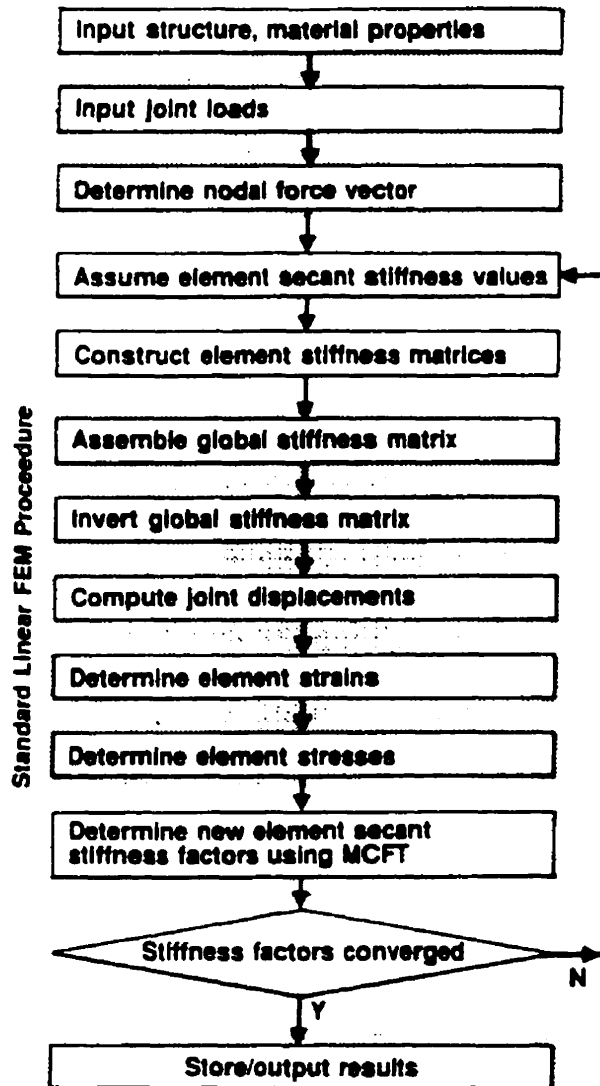 Input structure, material properties
Input joint loads
Determine nodal force vector
Assume element secant stiffness values
Construct element stiffness matrices
Assemble global stiffness matrix
Invert global stiffness matrix
Compute joint displacements
Determine element strains
Determine element stresses
Determine new element secant
stiffness factors using MCFT
Stiffness factors converged
N
Y
Store/output results
Standard Linear FEM Proceedure